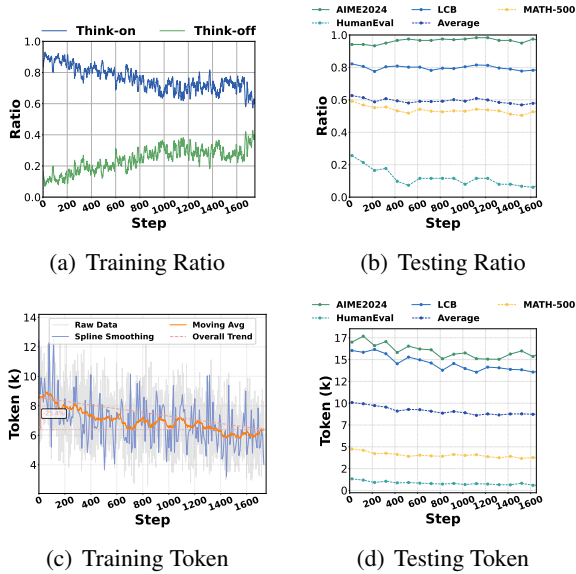 Think-on Think-off
Ratio
1.0
0.8
0.6
0.4
0.2
0.0
0 200 400 600 800 1000 1200 1400 1600
Step
(a) Training Ratio
AIME2024 LCB MATH-500
HumanEval Average
Ratio
1.0
0.8
0.6
0.4
0.2
0.0
0 200 400 600 800 1000 1200 1400 1600
Step
(b) Testing Ratio
Raw Data Moving Avg
Spline Smoothing Overall Trend
Token (k)
14
12
10
8
6
4
0 200 400 600 800 1000 1200 1400 1600
Step
(c) Training Token
AIME2024 LCB MATH-500
HumanEval Average
Token (k)
17
15
12
10
7
5
2
0
0 200 400 600 800 1000 1200 1400 1600
Step
(d) Testing Token